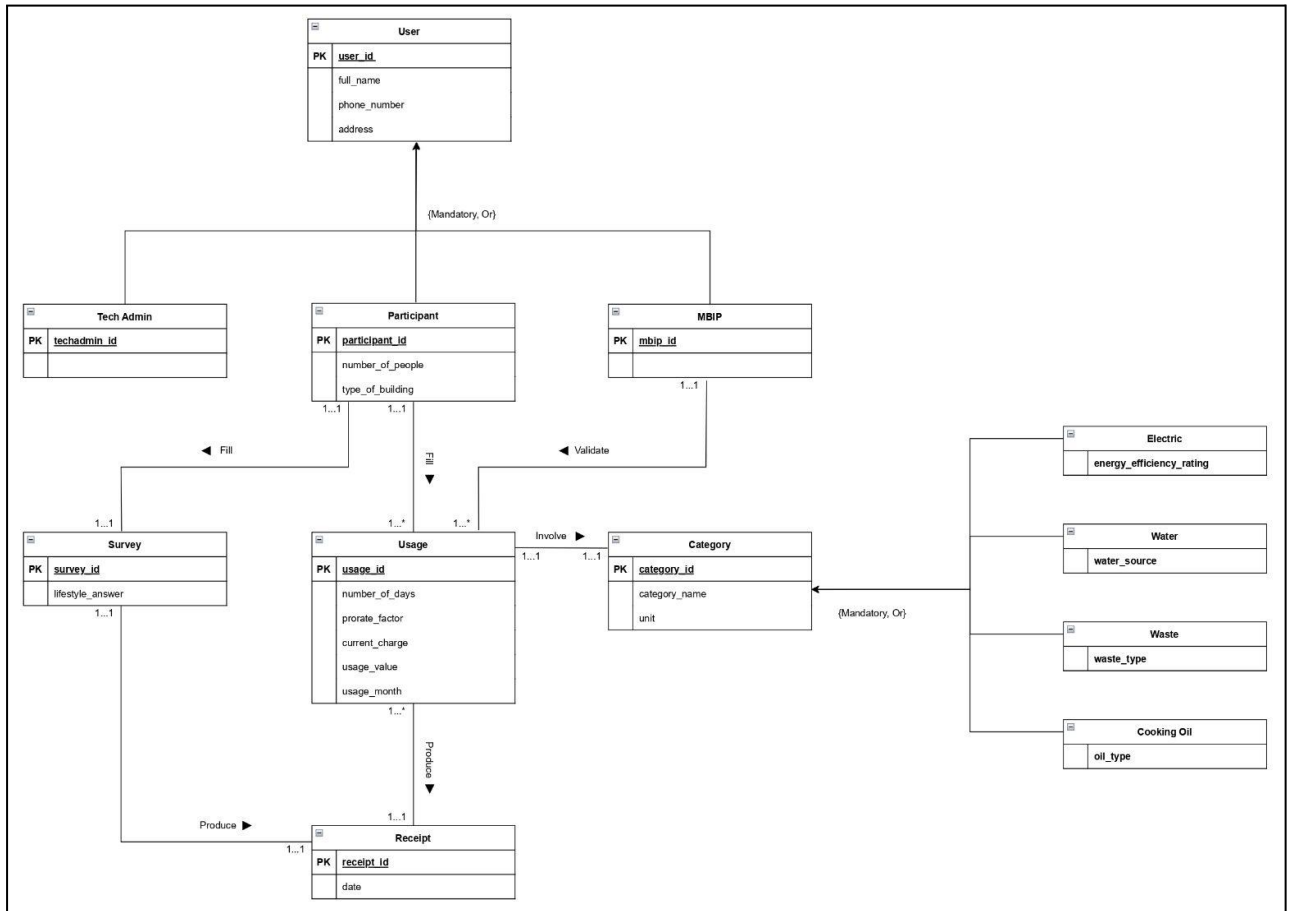 User
PK user_id
full_name
phone_number
address
{Mandatory, Or}
Tech Admin
PK techadmin_id
Participant
PK participant_id
number_of_people
type_of_building
MBIP
PK mbip_id
1...1
1...1
1...1
◄ Fill
Fill ►
◄ Validate
1...1
1...*
1...*
Survey
PK survey_id
lifestyle_answer
1...1
Usage
PK usage_id
number_of_days
prorate_factor
current_charge
usage_value
usage_month
1...*
Involve ►
1...1
1...1
Category
PK category_id
category_name
unit
{Mandatory, Or}
Electric
energy_efficiency_rating
Water
water_source
Waste
waste_type
Cooking Oil
oil_type
Produce ►
Produce ►
1...1
1...1
Receipt
PK receipt_id
date